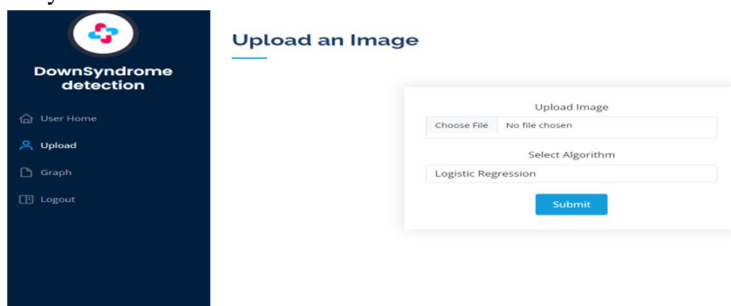 DownSyndrome
detection
User Home
Upload
Graph
Logout
Upload an Image
Upload Image
Choose File No file chosen
Select Algorithm
Logistic Regression
Submit